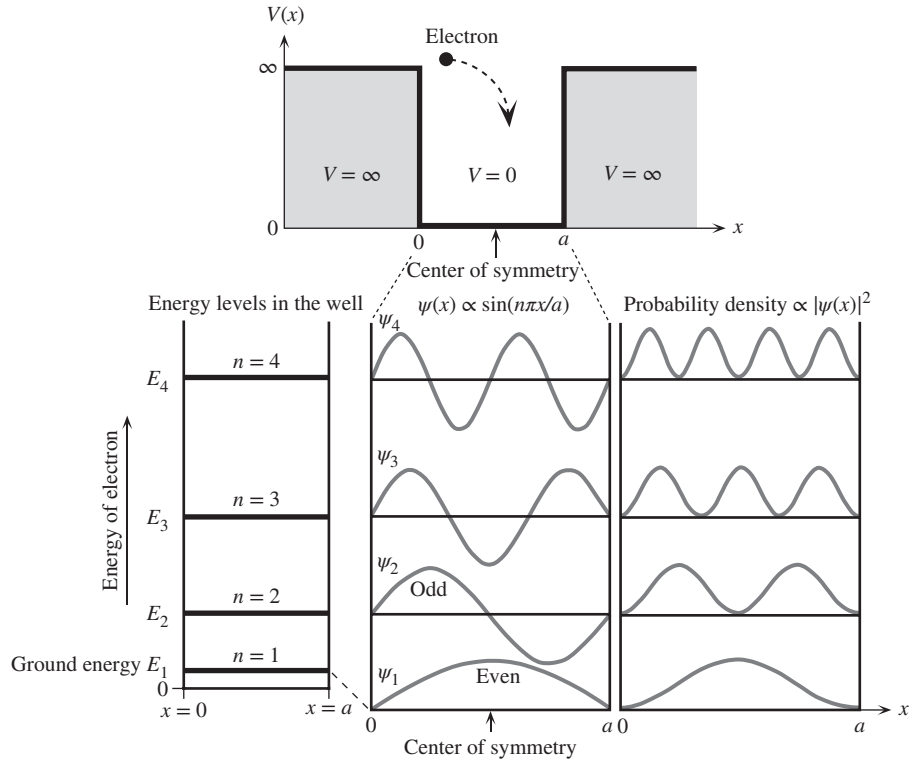 V(x)
Electron
∞
V = ∞
V = 0
V = ∞
0
x
0
a
Center of symmetry
Energy levels in the well
ψ(x) ∝ sin(nπx/a)
Probability density ∝ |ψ(x)|²
ψ₄
n = 4
E₄
ψ₃
n = 3
E₃
Energy of electron
ψ₂
Odd
n = 2
E₂
n = 1
Ground energy E₁
ψ₁
Even
0
x = 0
x = a
0
a
0
a
x
Center of symmetry